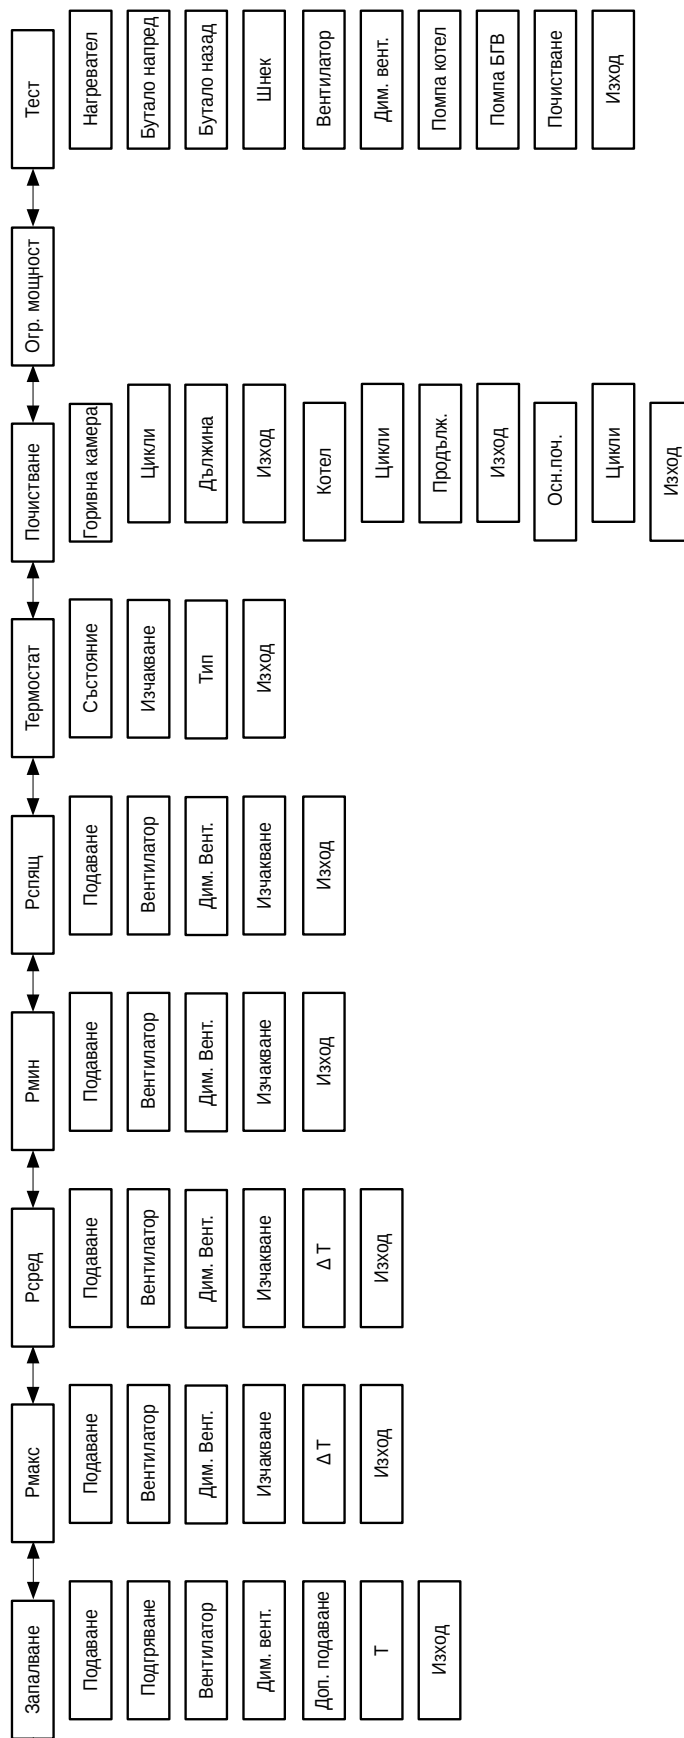 Запалване
Подаване
Подгряване
Вентилатор
Дим. вент.
Доп. подаване
Т
Изход
Рмакс
Подаване
Вентилатор
Дим. Вент.
Изчакване
Δ Т
Изход
Рсред
Подаване
Вентилатор
Дим. Вент.
Изчакване
Δ Т
Изход
Рмин
Подаване
Вентилатор
Дим. Вент.
Изчакване
Изход
Рспящ
Подаване
Вентилатор
Дим. Вент.
Изчакване
Изход
Термостат
Състояние
Изчакване
Тип
Изход
Почистване
Горивна камера
Цикли
Дължина
Изход
Котел
Цикли
Продълж.
Изход
Осн.поч.
Цикли
Изход
Огр. мощност
Тест
Нагревател
Бутало напред
Бутало назад
Шнек
Вентилатор
Дим. вент.
Помпа котел
Помпа БГВ
Почистване
Изход